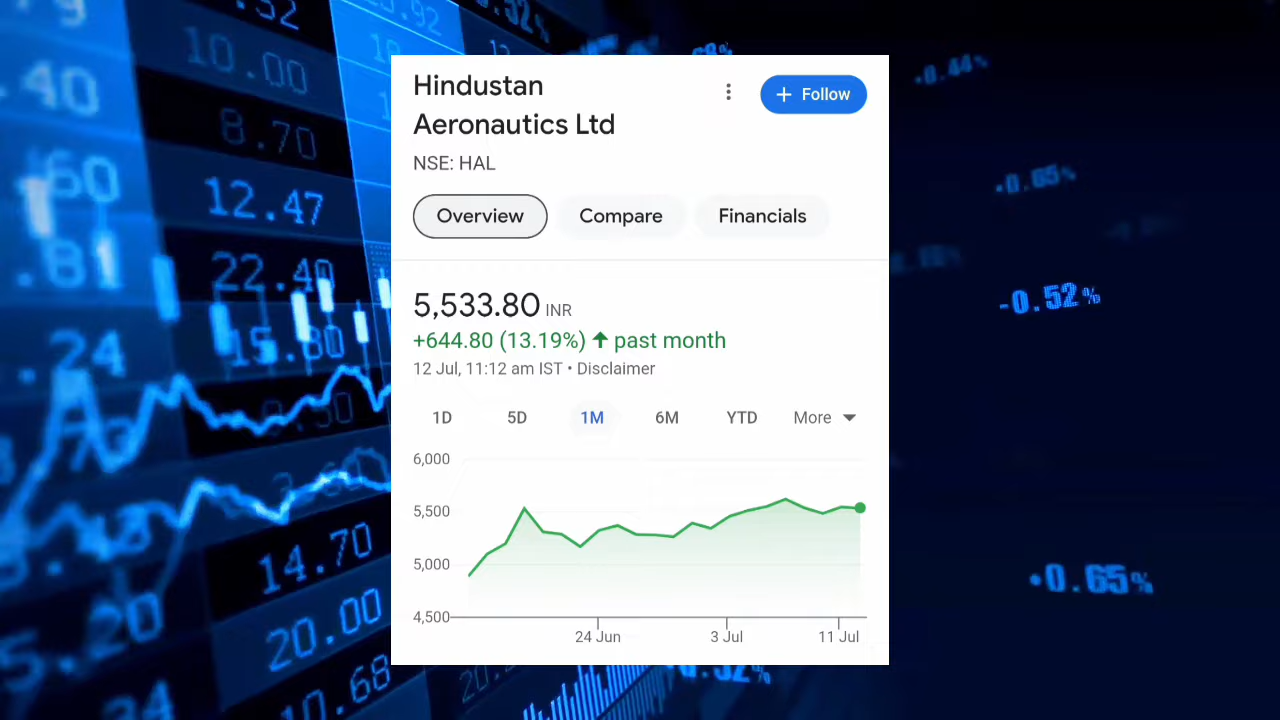 Hindustan
Aeronautics Ltd
+ Follow
NSE: HAL
Overview Compare Financials
5,533.80 INR
+644.80 (13.19%) ↑ past month
12 Jul, 11:12 am IST • Disclaimer
1D 5D 1M 6M YTD More
6,000
5,500
5,000
4,500
24 Jun 3 Jul 11 Jul
10.00
8.70
12.47
22.40
15.80
.24
14.70
20.00
-0.52%
0.65%